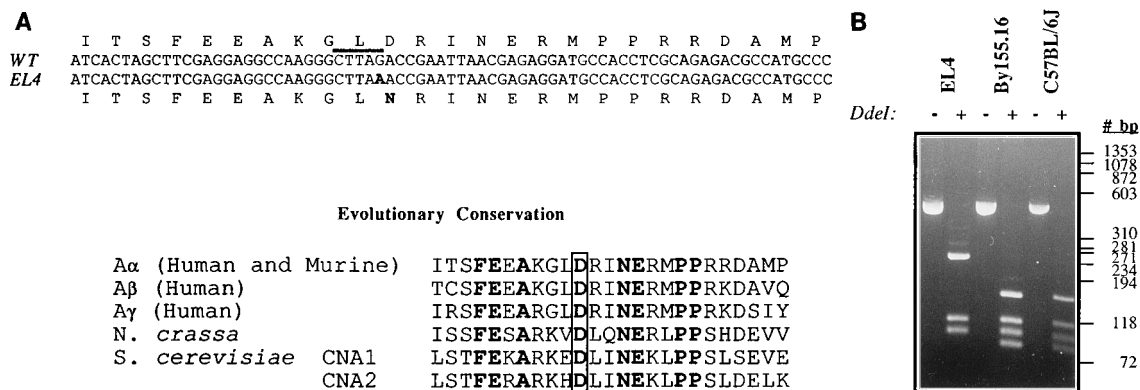 A
I T S F E E A K G L D R I N E R M P P R R D A M P
WT ATCACTAGCTTCGAGGAGGCCAAGGGCTTAGACCGAATTAACGAGAGGATGCCACCTCGCAGAGACGCCATGCCC
EL4 ATCACTAGCTTCGAGGAGGCCAAGGGCTTAAACCGAATTAACGAGAGGATGCCACCTCGCAGAGACGCCATGCCC
I T S F E E A K G L N R I N E R M P P R R D A M P
Evolutionary Conservation
Aα (Human and Murine) ITSFEEAKGLDRINERMPPRRDAMP
Aβ (Human) TCSFEEAKGLDRINERMPPRKDAVQ
Aγ (Human) IRSFEEARGLDRINERMPPRKDSIY
N. crassa ISSFESARKVDLQNERLPPSHDEVV
S. cerevisiae CNA1 LSTFEKARKEDLINEKLPPSLSEVE
CNA2 LSTFERARKHDLINEKLPPSLDELK
B
EL4 By155.16 C57BL/6J
DdeI: - + - + - +
# bp
1353
1078
872
603
310
281
271
234
194
118
72